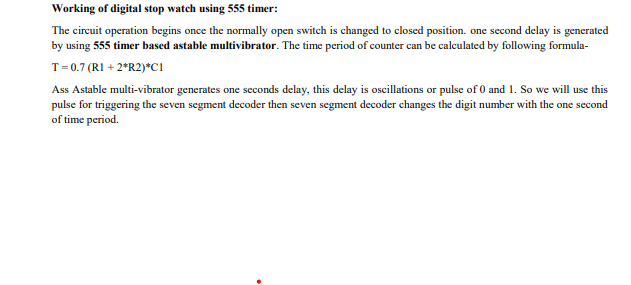 Working of digital stop watch using 555 timer:
The circuit operation begins once the normally open switch is changed to closed position. one second delay is generated
by using 555 timer based astable multivibrator. The time period of counter can be calculated by following formula-
T = 0.7 (R1 + 2*R2)*C1
Ass Astable multi-vibrator generates one seconds delay, this delay is oscillations or pulse of 0 and 1. So we will use this
pulse for triggering the seven segment decoder then seven segment decoder changes the digit number with the one second
of time period.